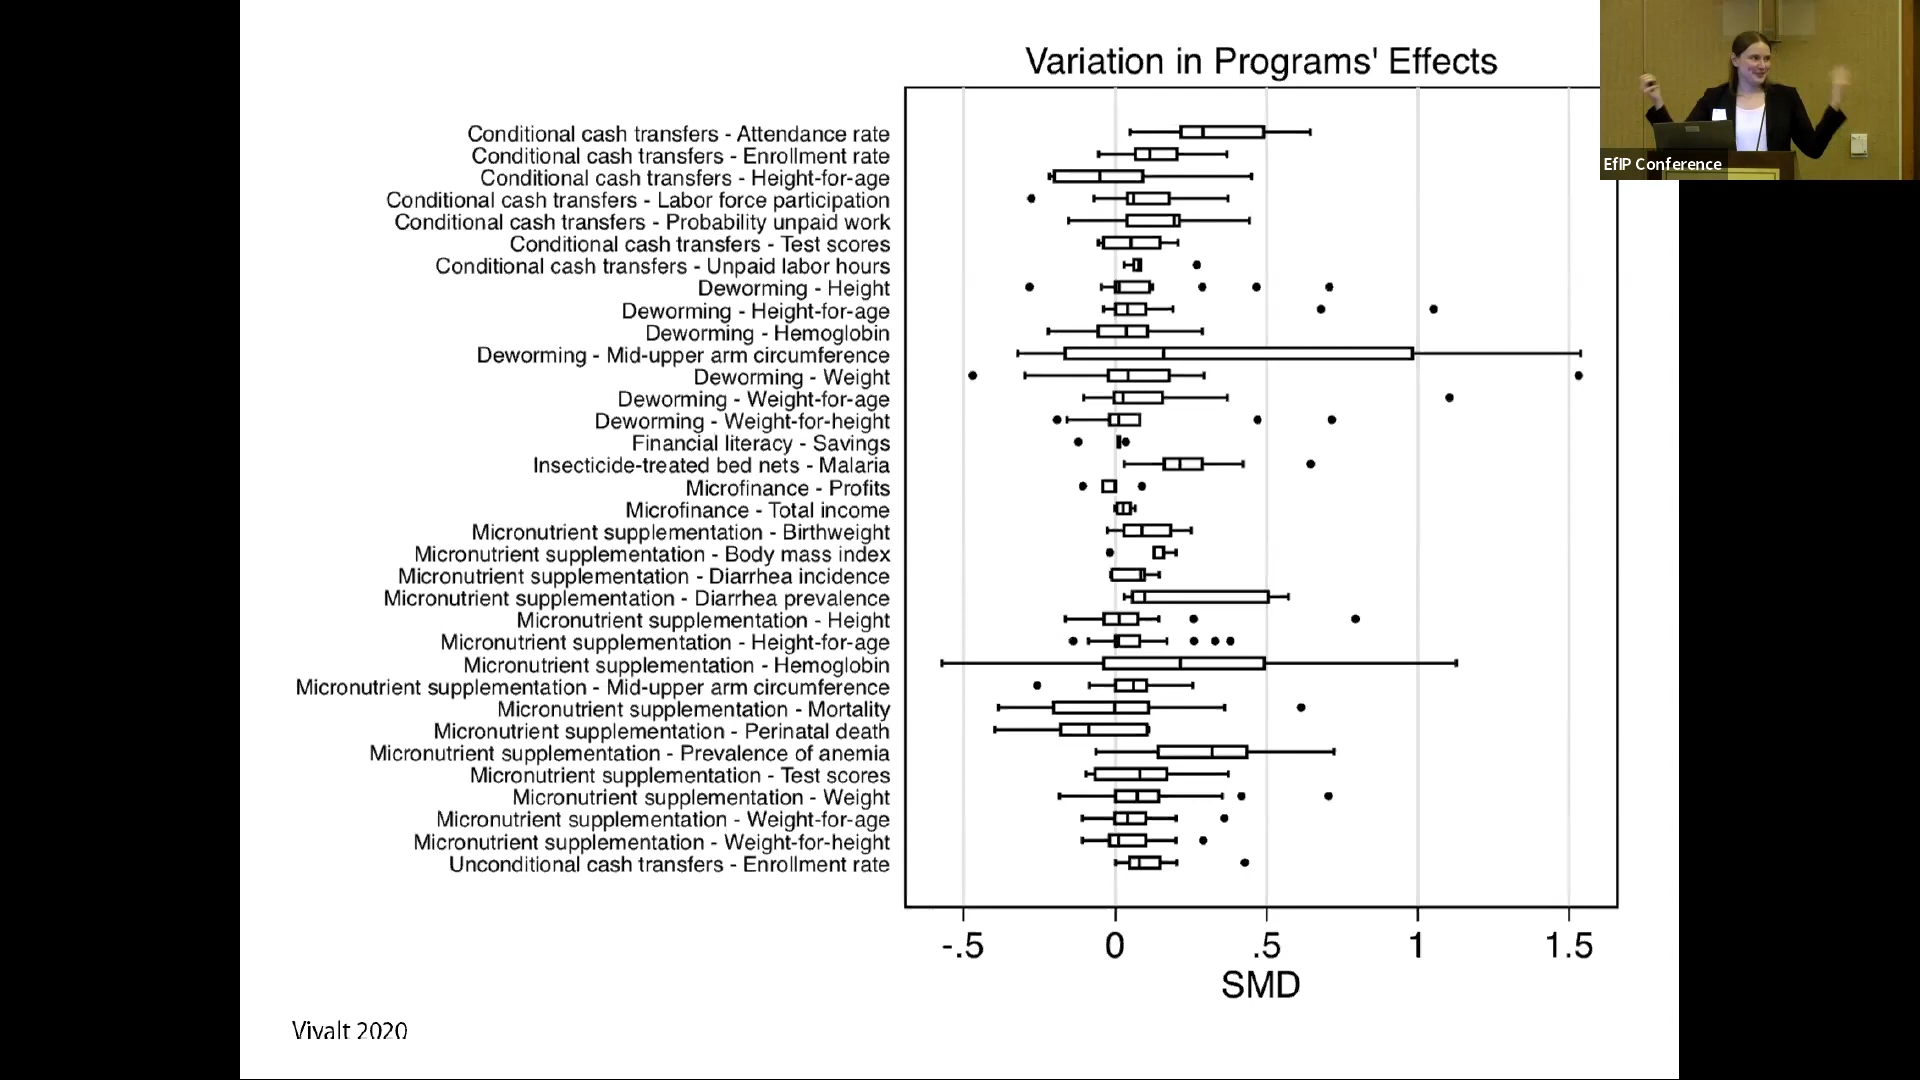 Variation in Programs' Effects
EfIP Conference
Conditional cash transfers - Attendance rate
Conditional cash transfers - Enrollment rate
Conditional cash transfers - Height-for-age
Conditional cash transfers - Labor force participation
Conditional cash transfers - Probability unpaid work
Conditional cash transfers - Test scores
Conditional cash transfers - Unpaid labor hours
Deworming - Height
Deworming - Height-for-age
Deworming - Hemoglobin
Deworming - Mid-upper arm circumference
Deworming - Weight
Deworming - Weight-for-age
Deworming - Weight-for-height
Financial literacy - Savings
Insecticide-treated bed nets - Malaria
Microfinance - Profits
Microfinance - Total income
Micronutrient supplementation - Birthweight
Micronutrient supplementation - Body mass index
Micronutrient supplementation - Diarrhea incidence
Micronutrient supplementation - Diarrhea prevalence
Micronutrient supplementation - Height
Micronutrient supplementation - Height-for-age
Micronutrient supplementation - Hemoglobin
Micronutrient supplementation - Mid-upper arm circumference
Micronutrient supplementation - Mortality
Micronutrient supplementation - Perinatal death
Micronutrient supplementation - Prevalence of anemia
Micronutrient supplementation - Test scores
Micronutrient supplementation - Weight
Micronutrient supplementation - Weight-for-age
Micronutrient supplementation - Weight-for-height
Unconditional cash transfers - Enrollment rate
-.5 0 .5 1 1.5
SMD
Vivalt 2020